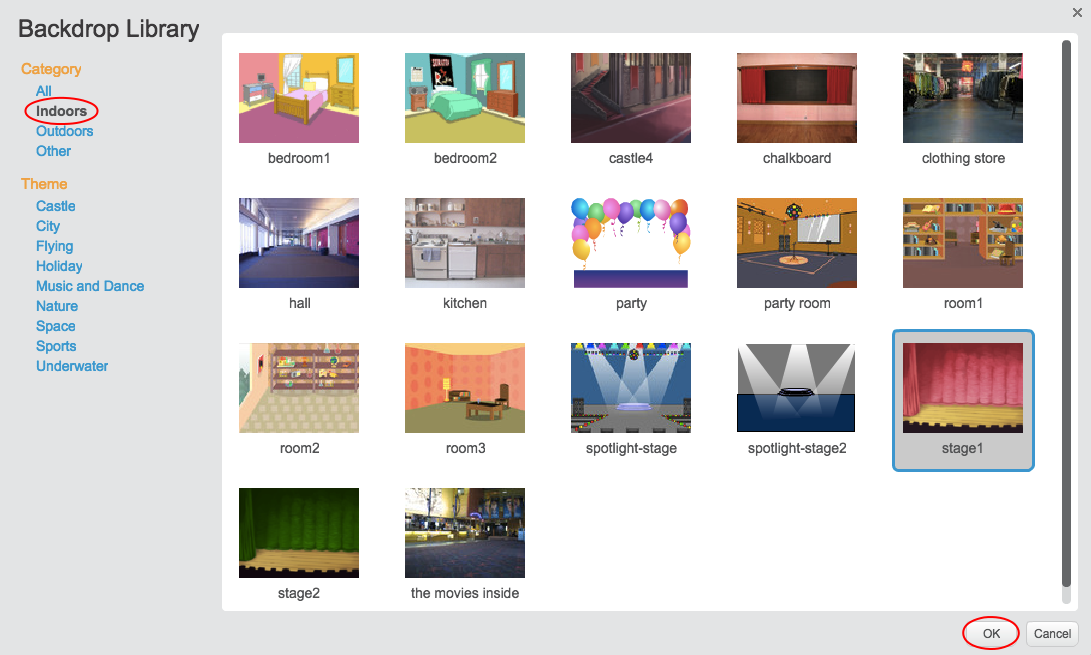 Backdrop Library
Category
All
Indoors
Outdoors
Other
Theme
Castle
City
Flying
Holiday
Music and Dance
Nature
Space
Sports
Underwater
bedroom1
bedroom2
castle4
chalkboard
clothing store
hall
kitchen
party
party room
room1
room2
room3
spotlight-stage
spotlight-stage2
stage1
stage2
the movies inside
OK
Cancel